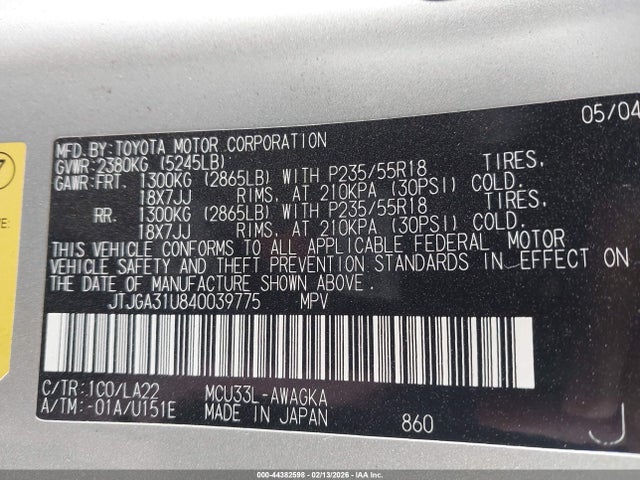 05/04
MFD.BY:TOYOTA MOTOR CORPORATION
GVWR:2380KG (5245LB)
GAWR:FRT. 1300KG (2865LB) WITH P235/55R18 TIRES,
18X7JJ RIMS, AT 210KPA (30PSI) COLD.
RR. 1300KG (2865LB) WITH P235/55R18 TIRES,
18X7JJ RIMS, AT 210KPA (30PSI) COLD.
THIS VEHICLE CONFORMS TO ALL APPLICABLE FEDERAL MOTOR
VEHICLE SAFETY AND THEFT PREVENTION STANDARDS IN EFFECT ON
THE DATE OF MANUFACTURE SHOWN ABOVE.
JTJGA31U840039775 MPV
C/TR:1C0/LA22 MCU33L-AWAGKA
A/TM:-01A/U151E MADE IN JAPAN 860
J
000-44382598 - 02/13/2026 - IAA Inc.